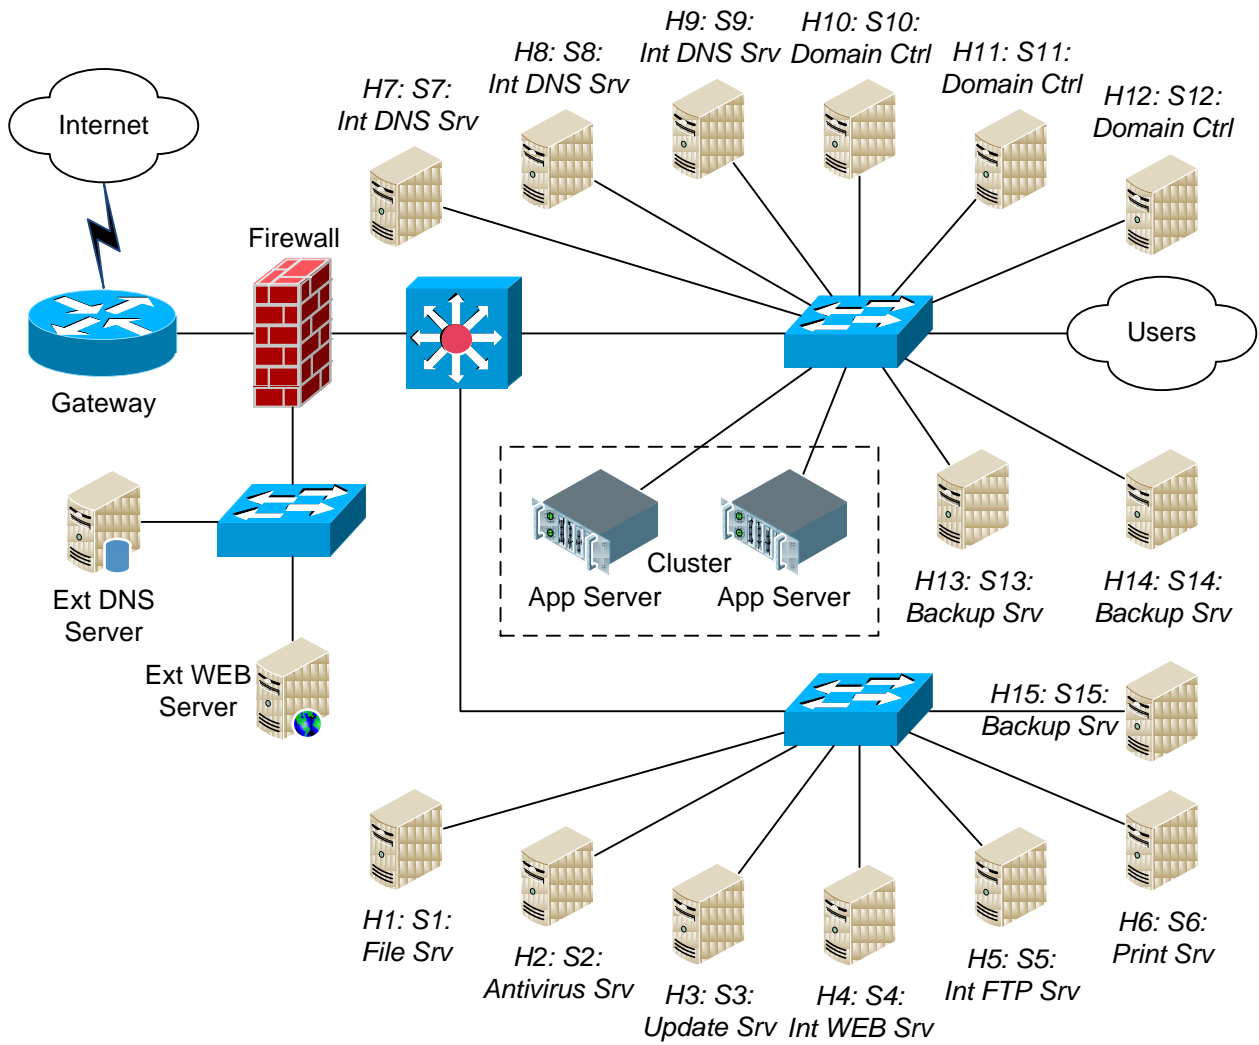 H9: S9:
Int DNS Srv
H10: S10:
Domain Ctrl
H8: S8:
Int DNS Srv
H11: S11:
Domain Ctrl
H7: S7:
Int DNS Srv
H12: S12:
Domain Ctrl
Internet
Firewall
Users
Gateway
Cluster
App Server
App Server
H13: S13:
Backup Srv
H14: S14:
Backup Srv
Ext DNS
Server
Ext WEB
Server
H15: S15:
Backup Srv
H1: S1:
File Srv
H2: S2:
Antivirus Srv
H3: S3:
Update Srv
H4: S4:
Int WEB Srv
H5: S5:
Int FTP Srv
H6: S6:
Print Srv